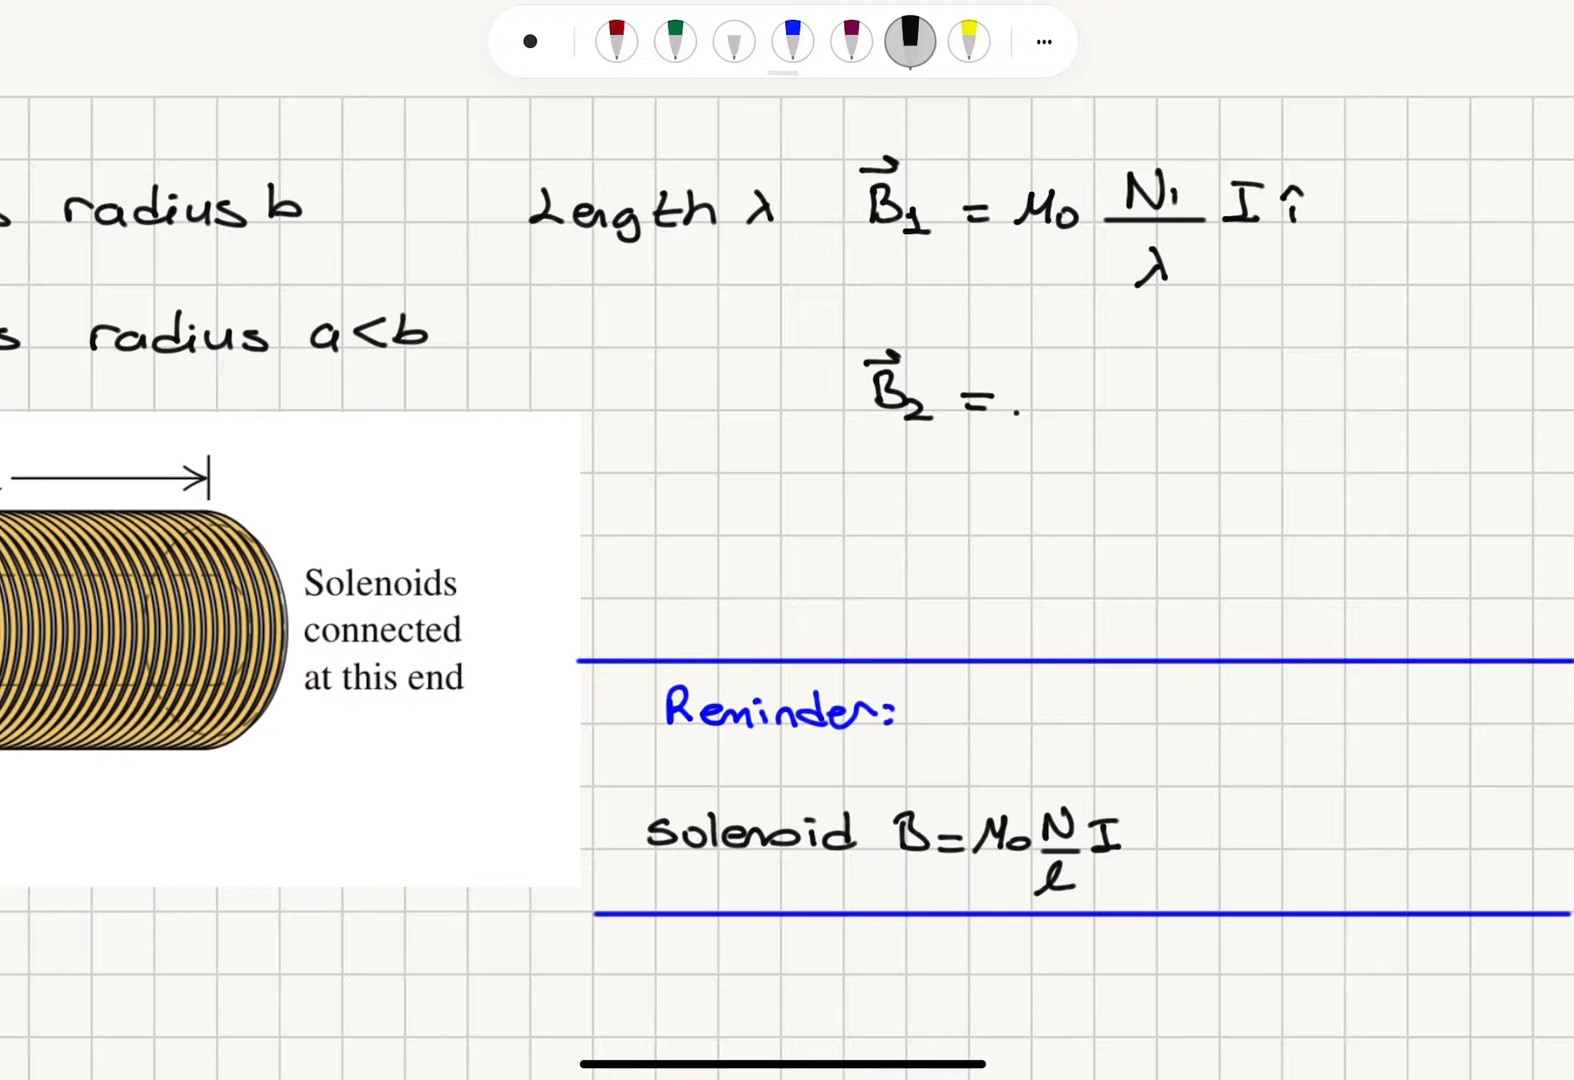 s radius b Length λ B⃗₁ = μ₀ N₁/λ I î
s radius a<b
B⃗₂ = .
Solenoids
connected
at this end
Reminder:
Solenoid B = μ₀ N/ℓ I